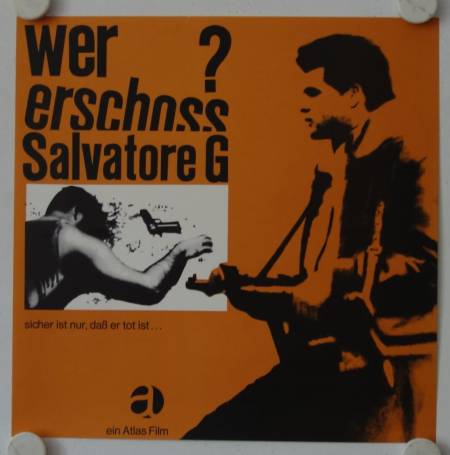 wer ?
erschoss
Salvatore G
sicher ist nur, daß er tot ist...
a
ein Atlas Film